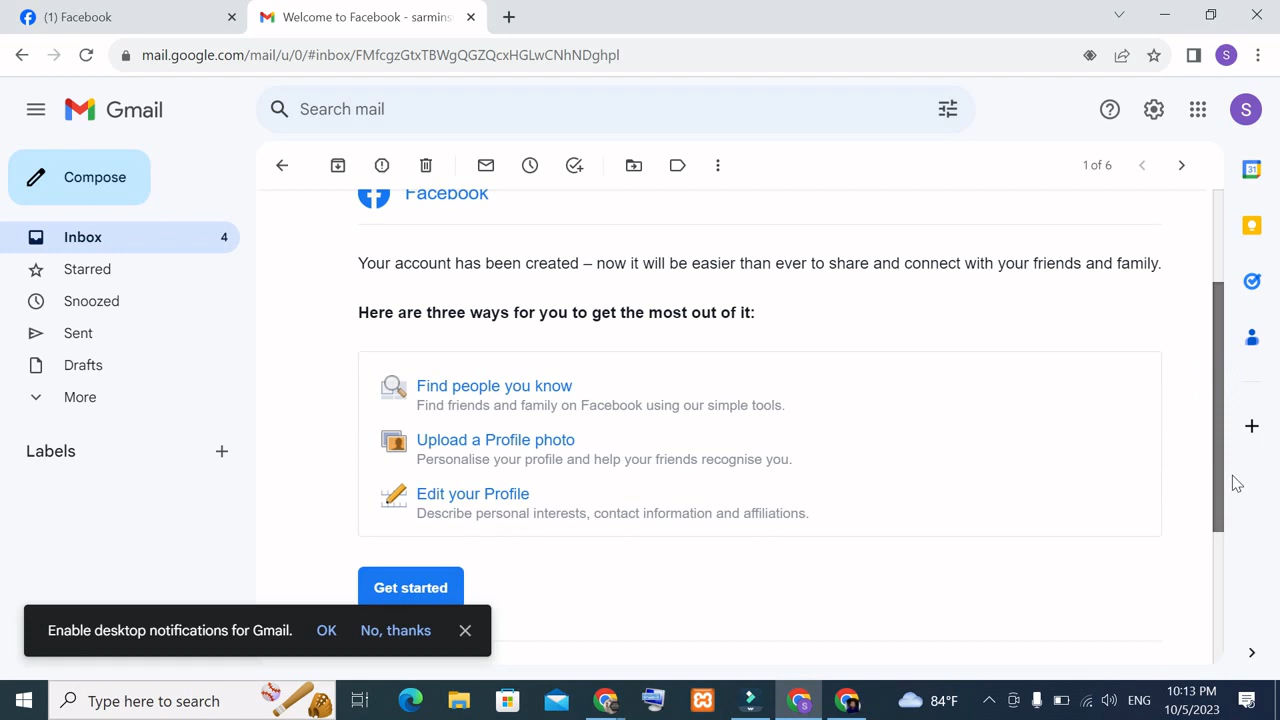 (1) Facebook
Welcome to Facebook - sarmins
mail.google.com/mail/u/0/#inbox/FMfcgzGtxTBWgQGZQcxHGLwCNhNDghpl
S
Gmail
Search mail
S
Compose
1 of 6
31
Inbox 4
Starred
Snoozed
Sent
Drafts
More
Labels
Facebook
Your account has been created – now it will be easier than ever to share and connect with your friends and family.
Here are three ways for you to get the most out of it:
Find people you know
Find friends and family on Facebook using our simple tools.
Upload a Profile photo
Personalise your profile and help your friends recognise you.
Edit your Profile
Describe personal interests, contact information and affiliations.
Get started
Enable desktop notifications for Gmail. OK No, thanks
Type here to search
84°F
ENG
10:13 PM
10/5/2023